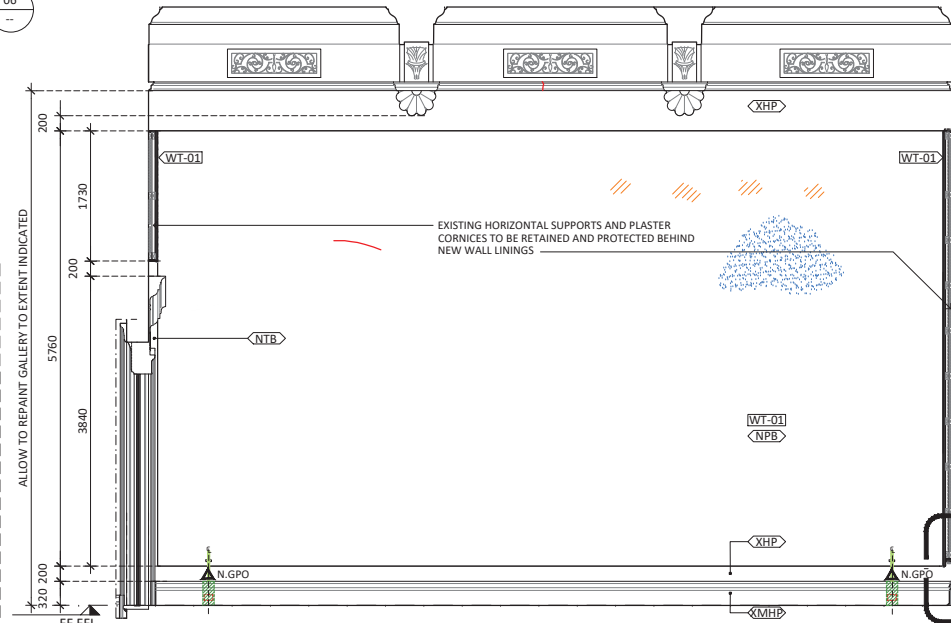 --
XHP
200
WT-01
WT-01
1730
EXISTING HORIZONTAL SUPPORTS AND PLASTER
CORNICES TO BE RETAINED AND PROTECTED BEHIND
NEW WALL LININGS
ALLOW TO REPAINT GALLERY TO EXTENT INDICATED
200
5760
NTB
3840
WT-01
NPB
XHP
200
N.GPO
N.GPO
320
XMHP